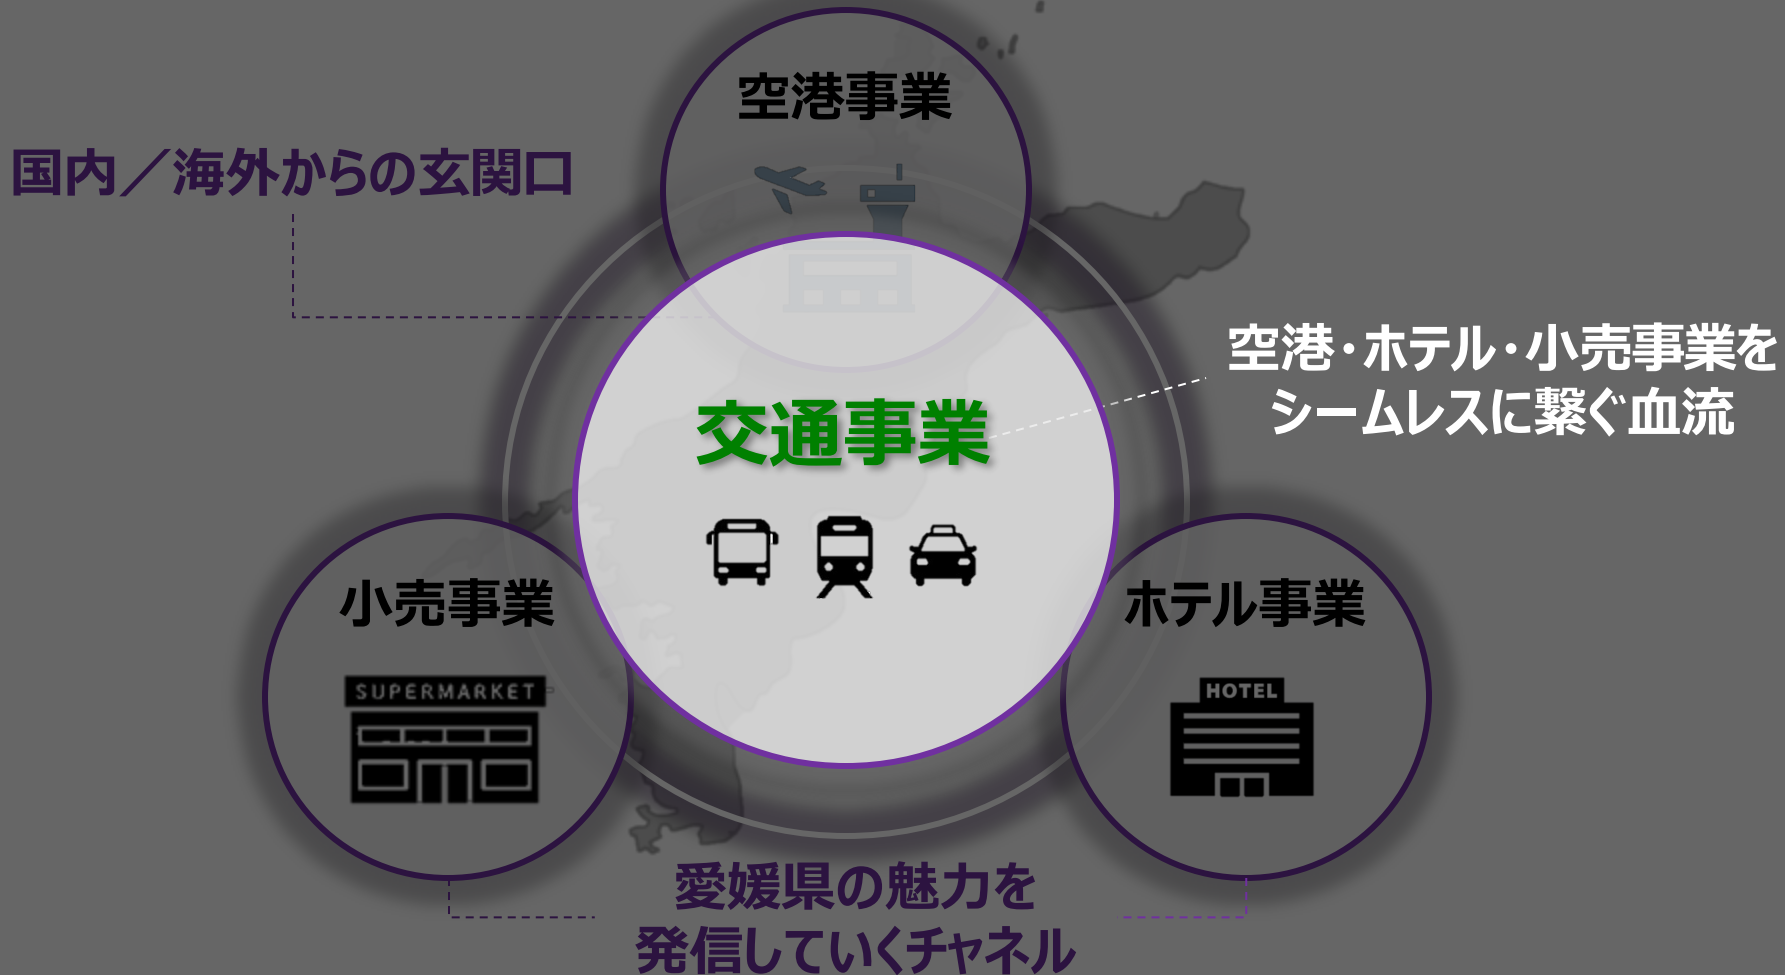 空港事業
国内／海外からの玄関口
空港・ホテル・小売事業を
シームレスに繋ぐ血流
交通事業
小売事業
SUPERMARKET
ホテル事業
HOTEL
愛媛県の魅力を
発信していくチャネル